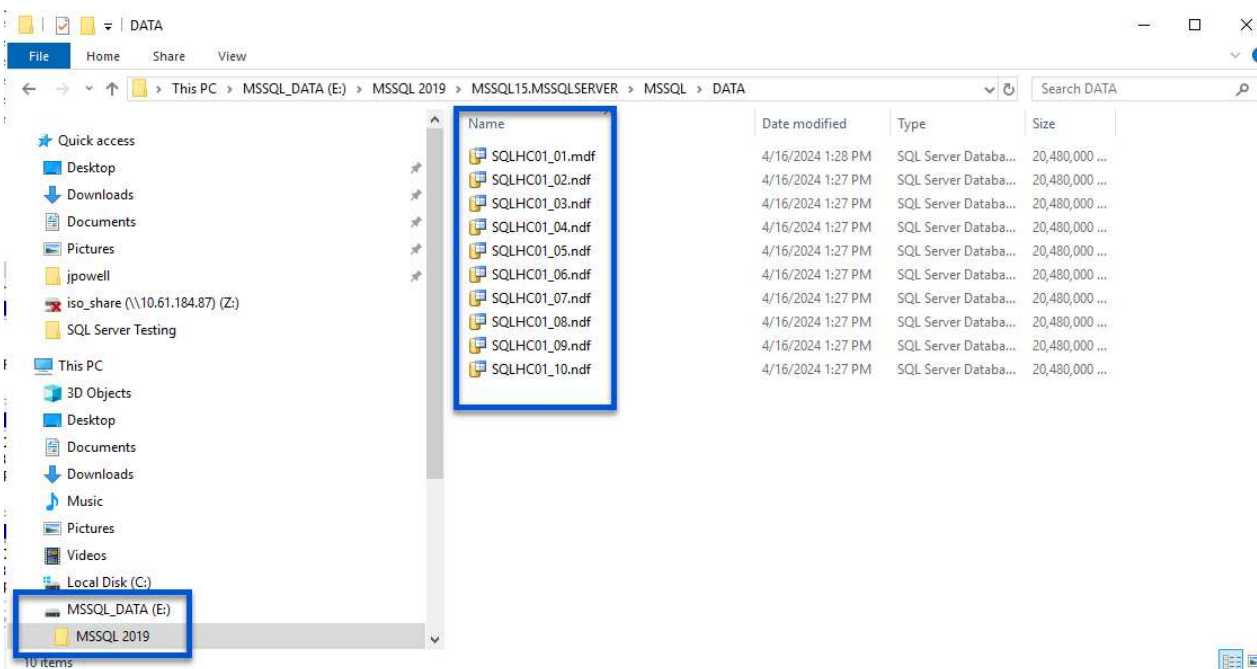 DATA
File Home Share View
This PC > MSSQL_DATA (E:) > MSSQL 2019 > MSSQL15.MSSQLSERVER > MSSQL > DATA Search DATA
Name Date modified Type Size
Quick access
Desktop
Downloads
Documents
Pictures
jpowell
iso_share (\\10.61.184.87) (Z:)
SQL Server Testing
This PC
3D Objects
Desktop
Documents
Downloads
Music
Pictures
Videos
Local Disk (C:)
MSSQL_DATA (E:)
MSSQL 2019
SQLHC01_01.mdf 4/16/2024 1:28 PM SQL Server Databa... 20,480,000 ...
SQLHC01_02.ndf 4/16/2024 1:27 PM SQL Server Databa... 20,480,000 ...
SQLHC01_03.ndf 4/16/2024 1:27 PM SQL Server Databa... 20,480,000 ...
SQLHC01_04.ndf 4/16/2024 1:27 PM SQL Server Databa... 20,480,000 ...
SQLHC01_05.ndf 4/16/2024 1:27 PM SQL Server Databa... 20,480,000 ...
SQLHC01_06.ndf 4/16/2024 1:27 PM SQL Server Databa... 20,480,000 ...
SQLHC01_07.ndf 4/16/2024 1:27 PM SQL Server Databa... 20,480,000 ...
SQLHC01_08.ndf 4/16/2024 1:27 PM SQL Server Databa... 20,480,000 ...
SQLHC01_09.ndf 4/16/2024 1:27 PM SQL Server Databa... 20,480,000 ...
SQLHC01_10.ndf 4/16/2024 1:27 PM SQL Server Databa... 20,480,000 ...
10 items